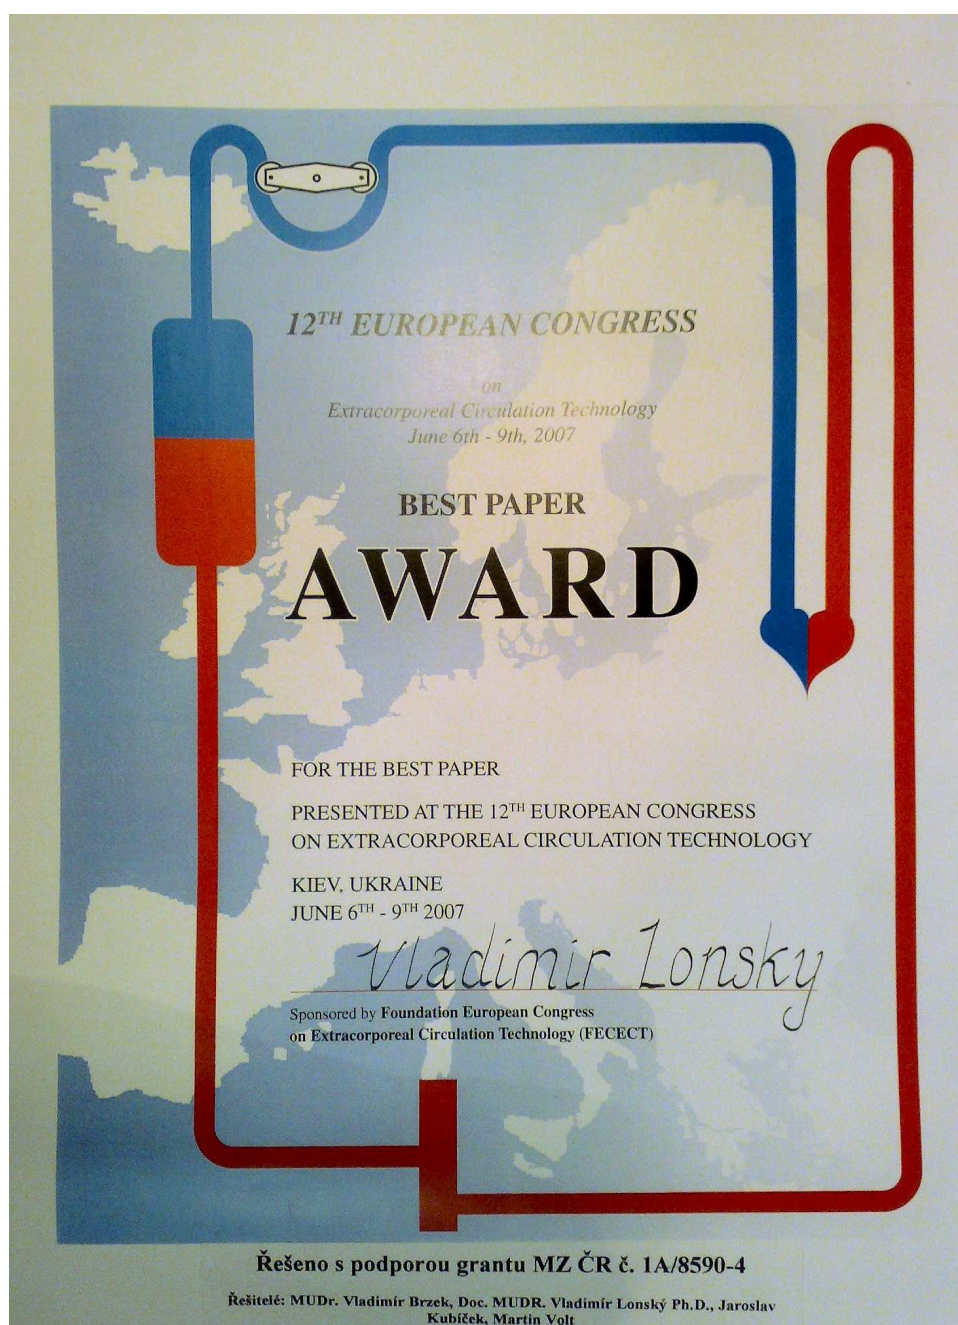 12TH EUROPEAN CONGRESS
on
Extracorporeal Circulation Technology
June 6th - 9th, 2007
BEST PAPER
AWARD
FOR THE BEST PAPER
PRESENTED AT THE 12TH EUROPEAN CONGRESS
ON EXTRACORPOREAL CIRCULATION TECHNOLOGY
KIEV, UKRAINE
JUNE 6TH - 9TH 2007
Vladimir Lonsky
Sponsored by Foundation European Congress
on Extracorporeal Circulation Technology (FECECT)
Řešeno s podporou grantu MZ ČR č. 1A/8590-4
Řešitelé: MUDr. Vladimír Brzek, Doc. MUDR. Vladimír Lonský Ph.D., Jaroslav
Kubíček, Martin Volt